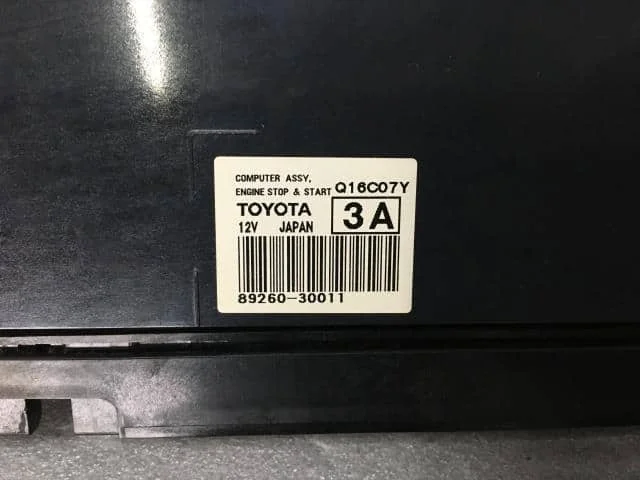 COMPUTER ASSY,
ENGINE STOP & START Q16C07Y
TOYOTA 3A
12V JAPAN
89260-30011